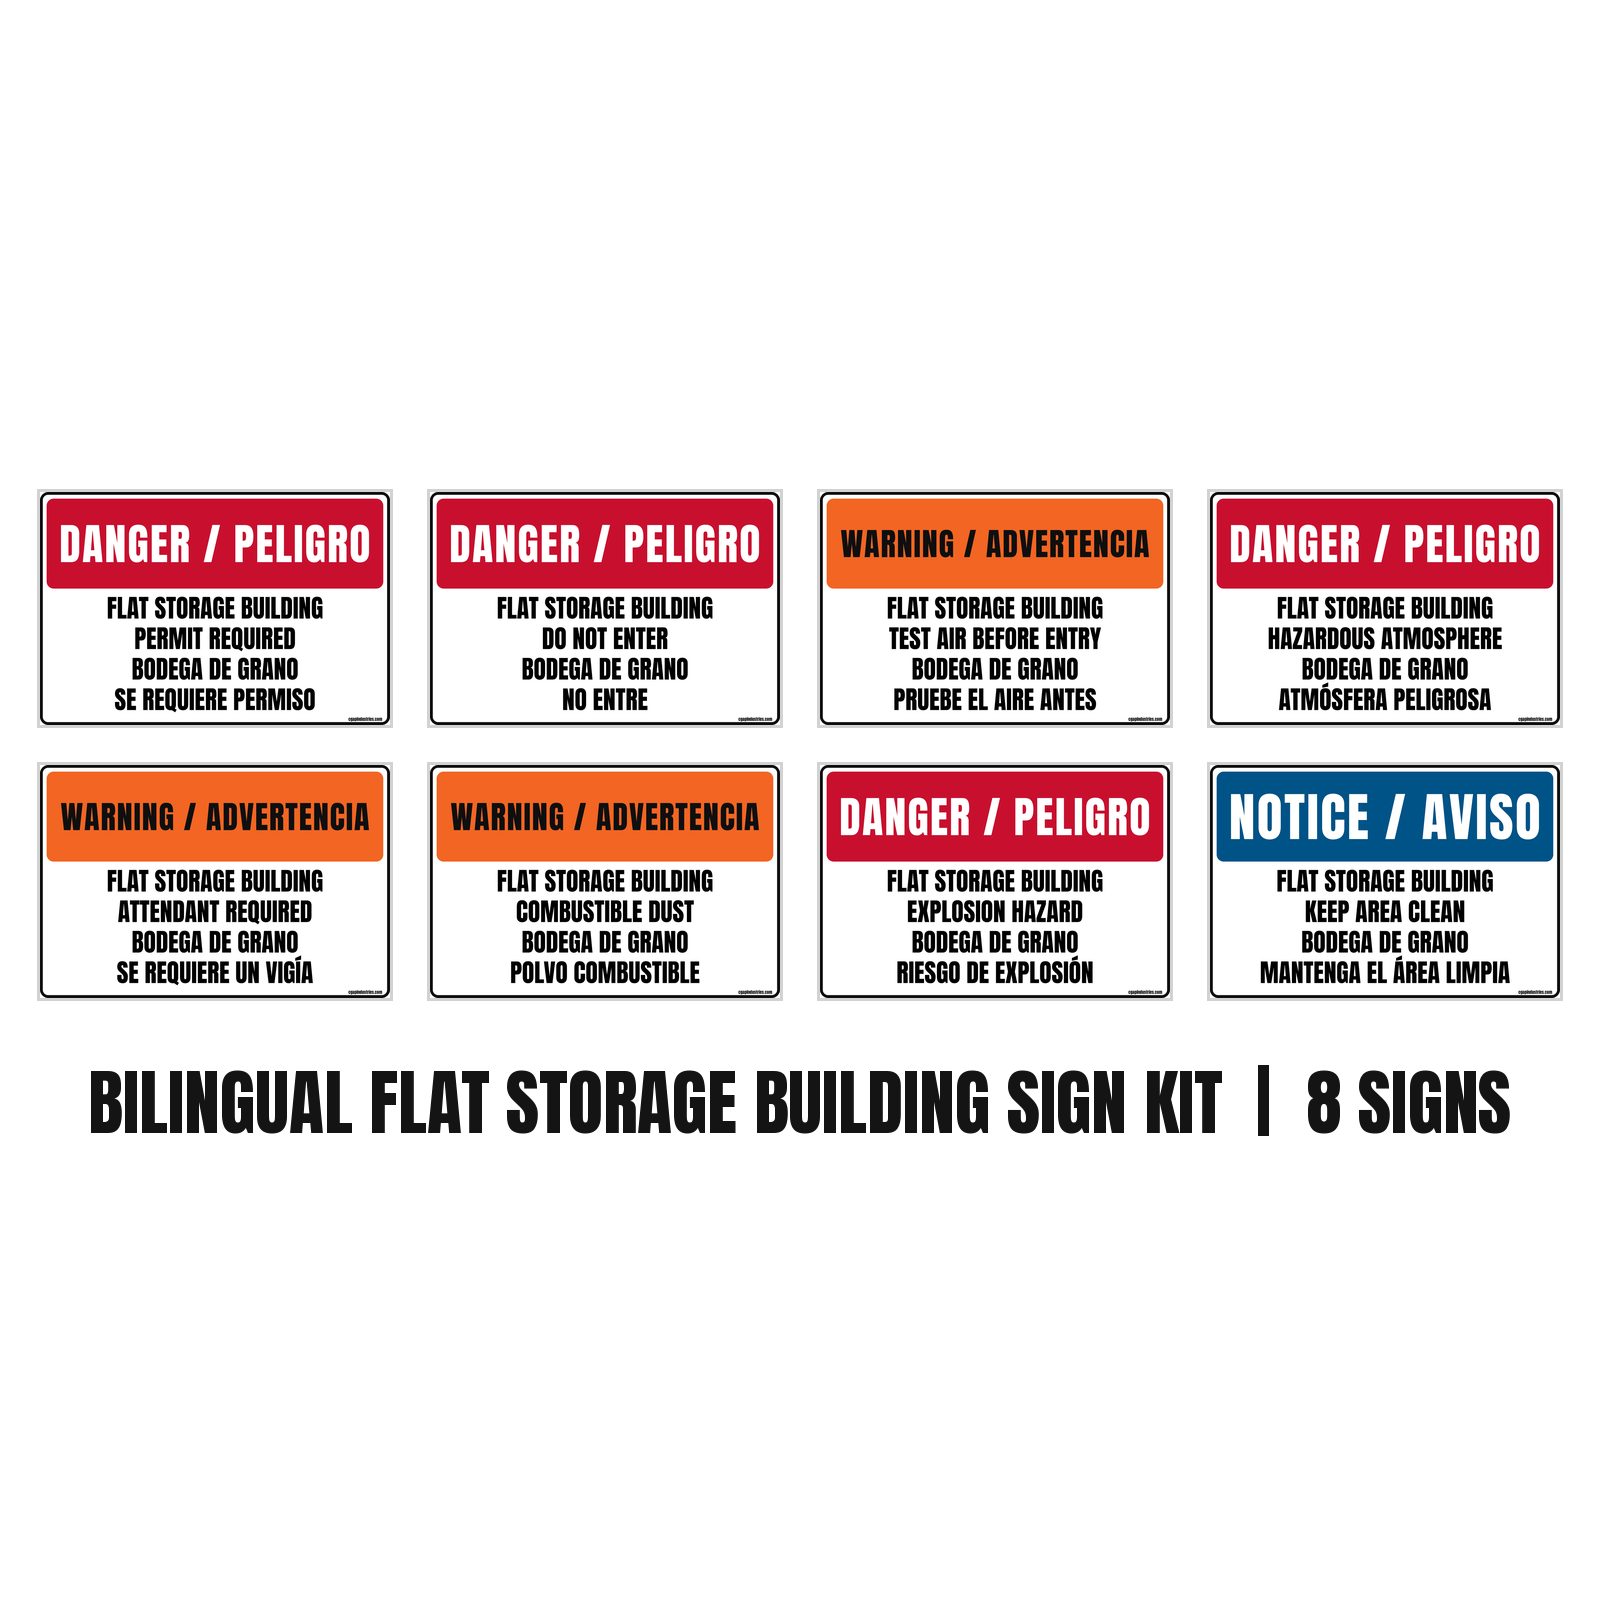 DANGER / PELIGRO
FLAT STORAGE BUILDING
PERMIT REQUIRED
BODEGA DE GRANO
SE REQUIERE PERMISO
DANGER / PELIGRO
FLAT STORAGE BUILDING
DO NOT ENTER
BODEGA DE GRANO
NO ENTRE
WARNING / ADVERTENCIA
FLAT STORAGE BUILDING
TEST AIR BEFORE ENTRY
BODEGA DE GRANO
PRUEBE EL AIRE ANTES
DANGER / PELIGRO
FLAT STORAGE BUILDING
HAZARDOUS ATMOSPHERE
BODEGA DE GRANO
ATMÓSFERA PELIGROSA
WARNING / ADVERTENCIA
FLAT STORAGE BUILDING
ATTENDANT REQUIRED
BODEGA DE GRANO
SE REQUIERE UN VIGÍA
WARNING / ADVERTENCIA
FLAT STORAGE BUILDING
COMBUSTIBLE DUST
BODEGA DE GRANO
POLVO COMBUSTIBLE
DANGER / PELIGRO
FLAT STORAGE BUILDING
EXPLOSION HAZARD
BODEGA DE GRANO
RIESGO DE EXPLOSIÓN
NOTICE / AVISO
FLAT STORAGE BUILDING
KEEP AREA CLEAN
BODEGA DE GRANO
MANTENGA EL ÁREA LIMPIA
BILINGUAL FLAT STORAGE BUILDING SIGN KIT | 8 SIGNS